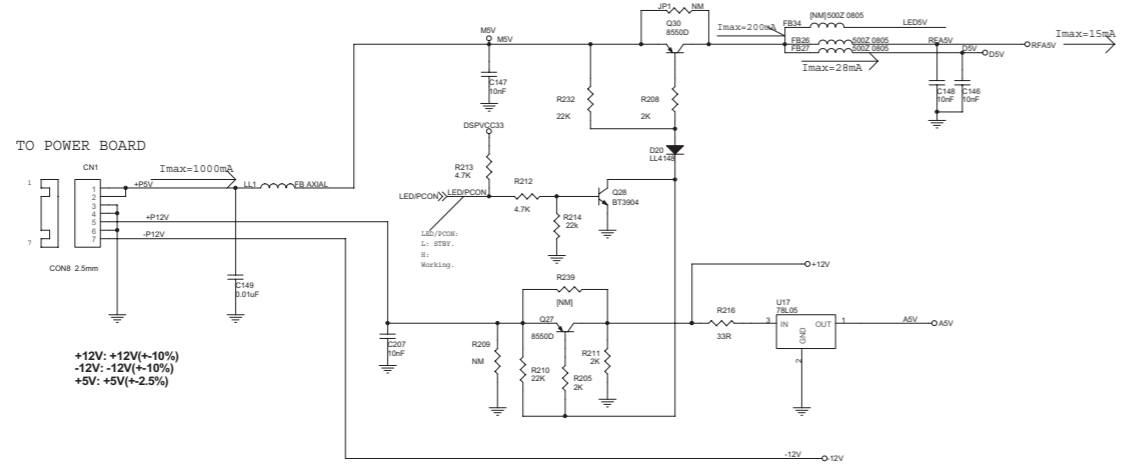 JP1 NM
Q30
8550D
Imax=200mA
FB34
[NM]500Z 0805
LED5V
FB26
500Z 0805
REA5V
RFA5V
Imax=15mA
FB27
500Z 0805
D5V
D5V
Imax=28mA
M5V
M5V
C147
10nF
C148
10nF
C146
10nF
R232
22K
R208
2K
DSPVCC33
R213
4.7K
D20
LL4148
TO POWER BOARD
CN1
Imax=1000mA
1
7
1
2
3
4
5
6
7
+P5V
LL1
FB AXIAL
+P12V
-P12V
CON8 2.5mm
LED/PCON
LED/PCON
R212
4.7K
Q28
BT3904
R214
22k
LED/PCON:
L: STBY.
H:
Working.
C149
0.01uF
R239
[NM]
Q27
8550D
C207
10nF
R209
NM
R210
22K
R205
2K
R211
2K
+12V
R216
33R
U17
78L05
3
IN
OUT
1
GND
2
A5V
A5V
+12V: +12V(+-10%)
-12V: -12V(+-10%)
+5V: +5V(+-2.5%)
-12V
-12V